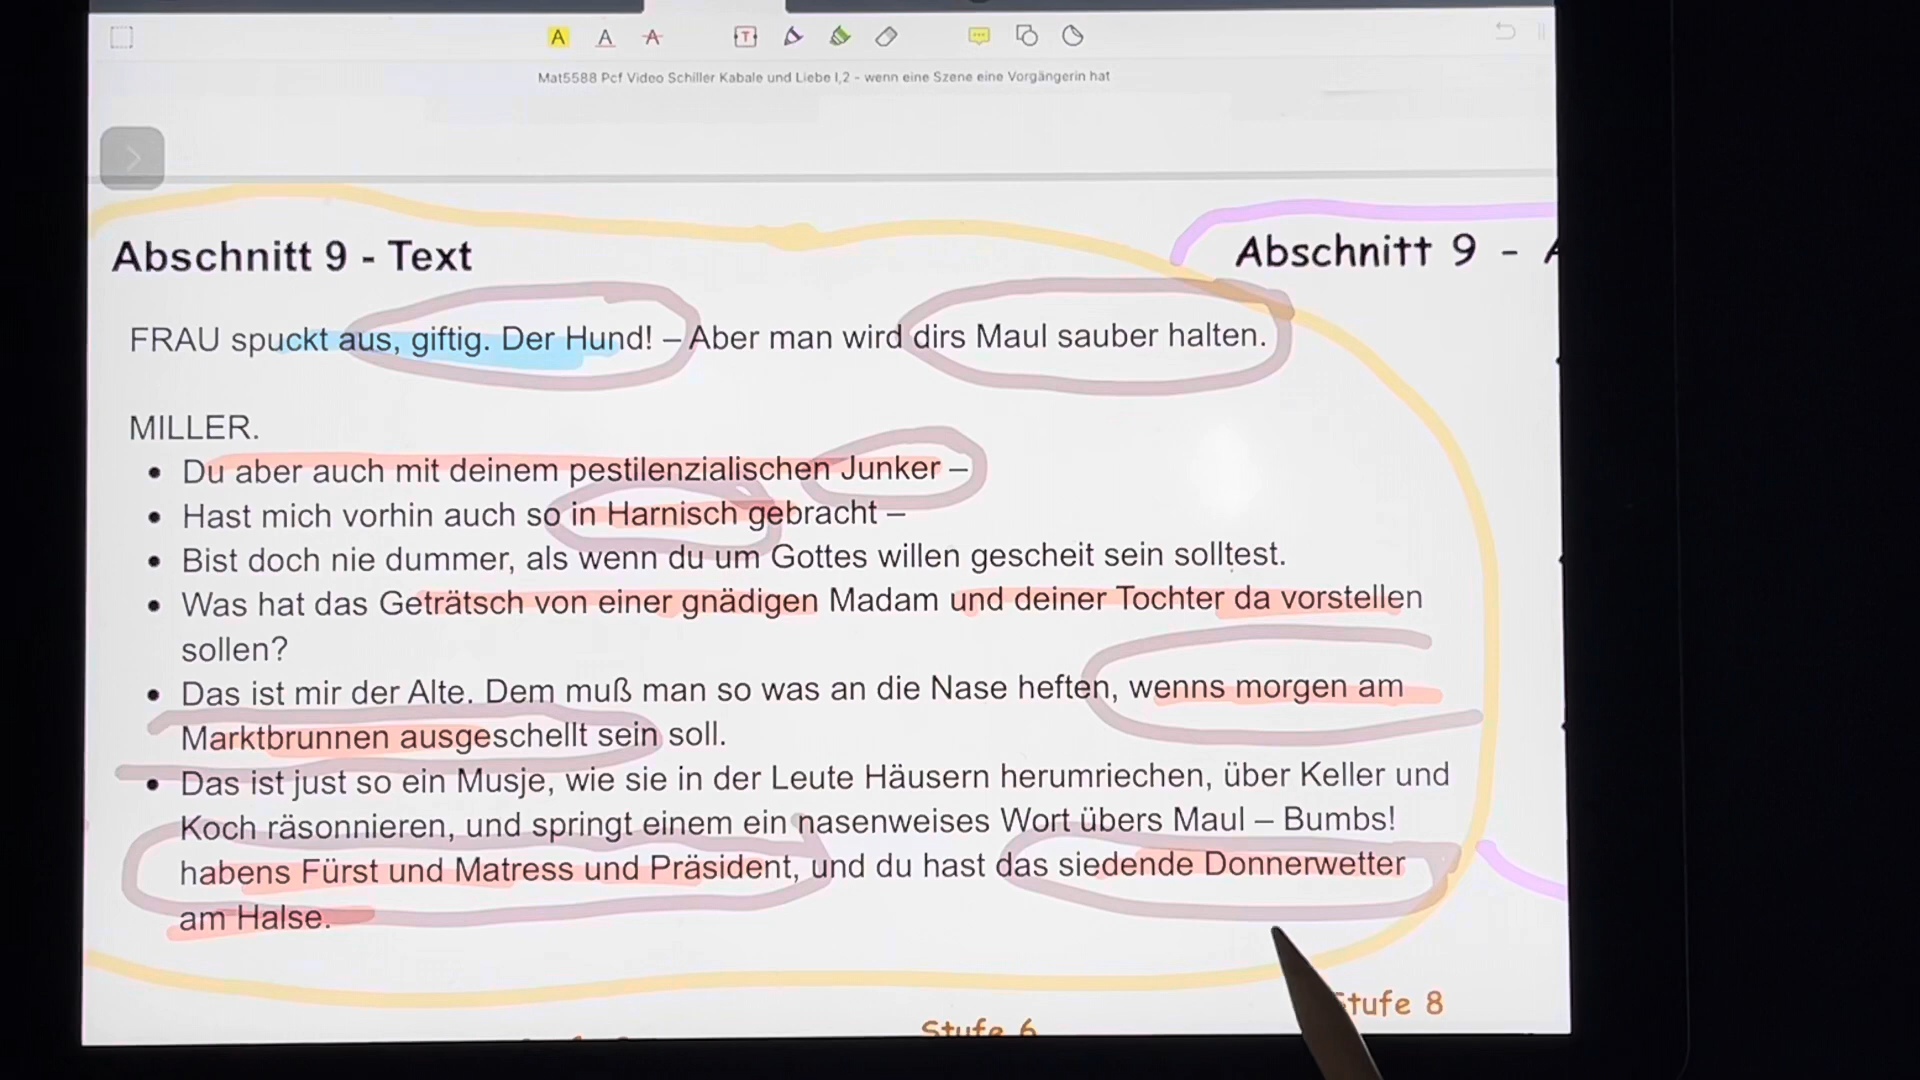 Mat5588 Pcf Video Schiller Kabale und Liebe I,2 - wenn eine Szene eine Vorgängerin hat
Abschnitt 9 - Text
Abschnitt 9 -
FRAU spuckt aus, giftig. Der Hund! – Aber man wird dirs Maul sauber halten.
MILLER.
• Du aber auch mit deinem pestilenzialischen Junker –
• Hast mich vorhin auch so in Harnisch gebracht –
• Bist doch nie dummer, als wenn du um Gottes willen gescheit sein solltest.
• Was hat das Geträtsch von einer gnädigen Madam und deiner Tochter da vorstellen
sollen?
• Das ist mir der Alte. Dem muß man so was an die Nase heften, wenns morgen am
Marktbrunnen ausgeschellt sein soll.
• Das ist just so ein Musje, wie sie in der Leute Häusern herumriechen, über Keller und
Koch räsonnieren, und springt einem ein nasenweises Wort übers Maul – Bumbs!
habens Fürst und Matress und Präsident, und du hast das siedende Donnerwetter
am Halse.
Stufe 8
Stufe 6